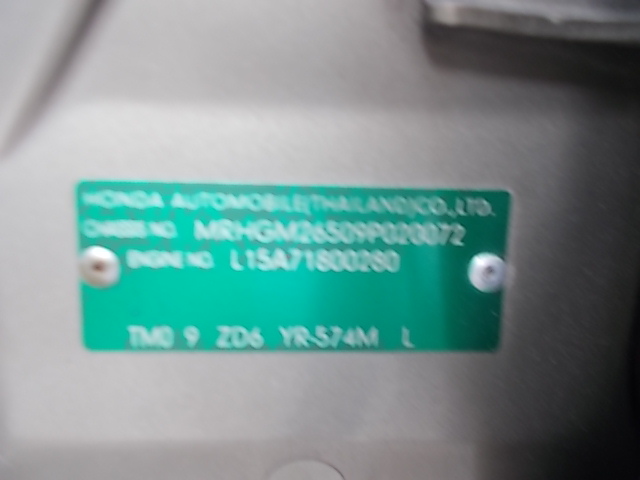 HONDA AUTOMOBILE(THAILAND)CO.,LTD.
CHASSIS NO. MRHGM26509P020072
ENGINE NO. L15A71800280
TM0 9 ZD6 YR-574M L